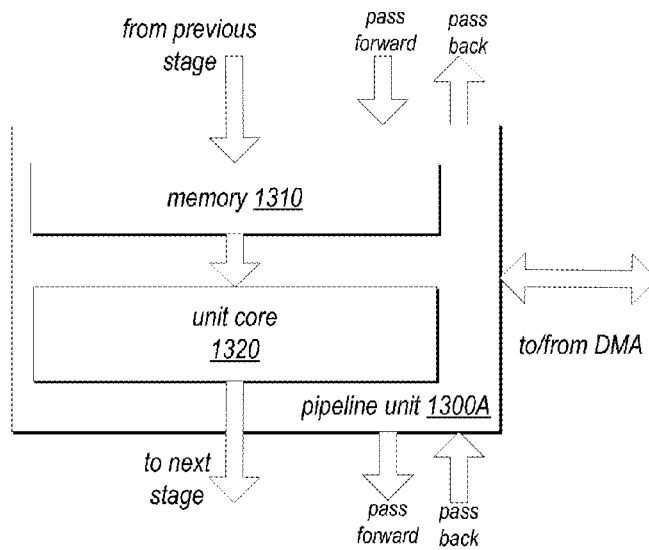 from previous
stage
pass
forward
pass
back
memory 1310
unit core
1320
to/from DMA
pipeline unit 1300A
to next
stage
pass
forward
pass
back